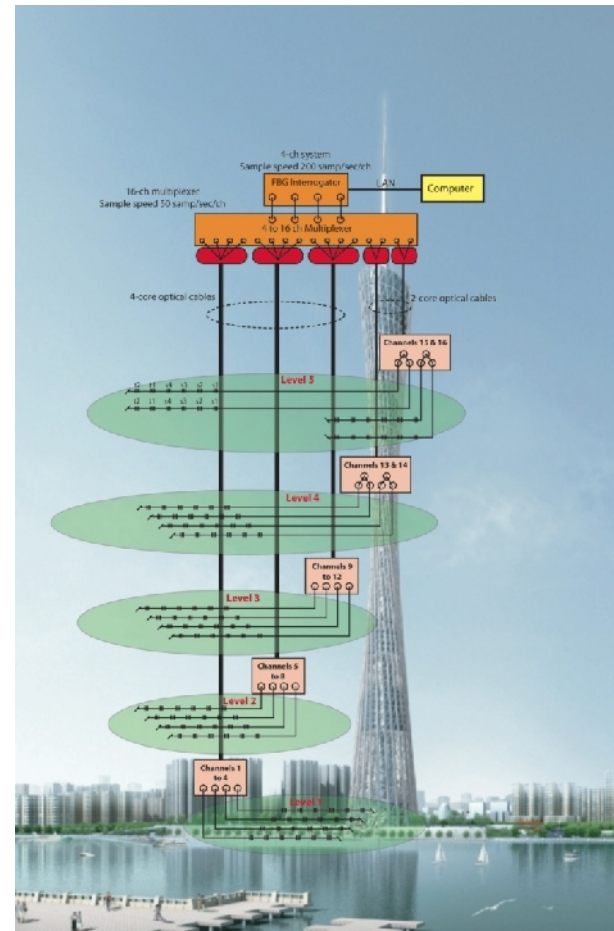 4-ch system
Sample speed 200 samp/sec/ch
FBG Interrogator
LAN
Computer
16-ch multiplexer
Sample speed 50 samp/sec/ch
4 to 16 ch Multiplexer
4-core optical cables
2 core optical cables
Channels 15 & 16
Level 5
Channels 13 & 14
Level 4
Channels 9
to 12
Level 3
Channels 5
to 8
Level 2
Channels 1
to 4
Level 1